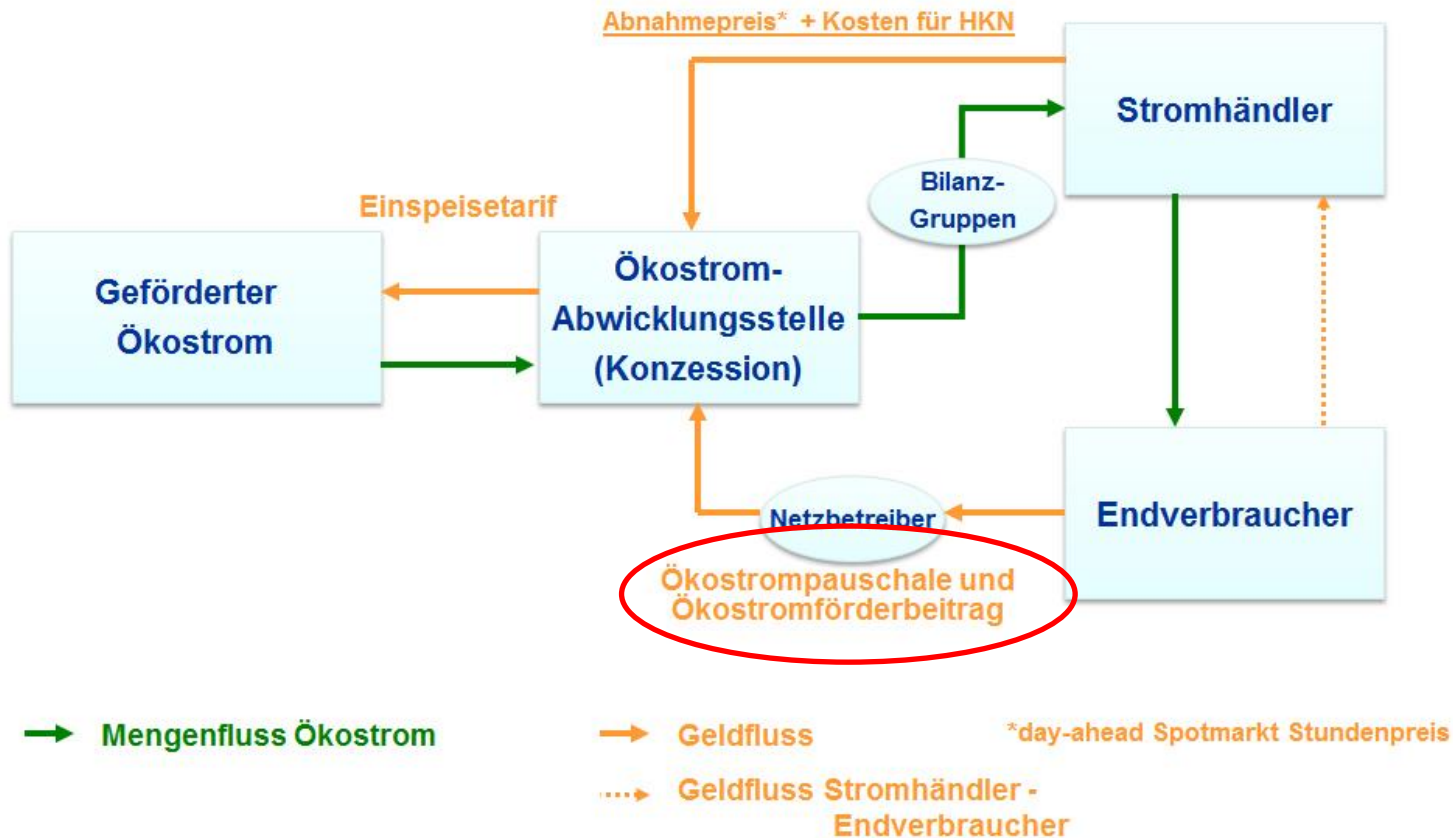 Abnahmepreis* + Kosten für HKN
Stromhändler
Bilanz-
Gruppen
Einspeisetarif
Geförderter
Ökostrom
Ökostrom-
Abwicklungsstelle
(Konzession)
Netzbetreiber
Endverbraucher
Ökostrompauschale und
Ökostromförderbeitrag
Mengenfluss Ökostrom
Geldfluss
*day-ahead Spotmarkt Stundenpreis
Geldfluss Stromhändler -
Endverbraucher